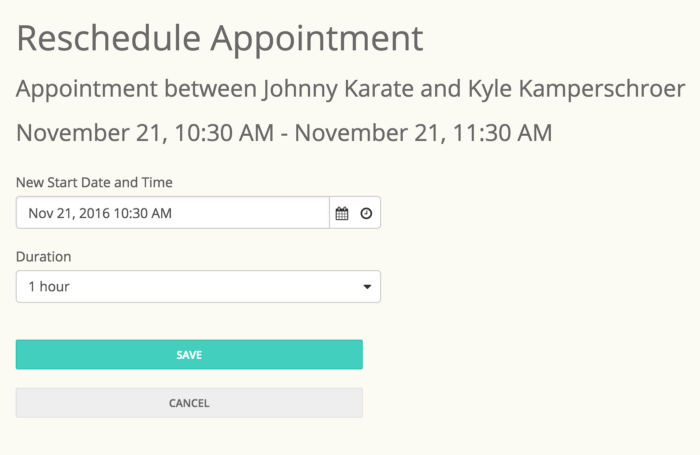 Reschedule Appointment
Appointment between Johnny Karate and Kyle Kamperschroer
November 21, 10:30 AM - November 21, 11:30 AM
New Start Date and Time
Nov 21, 2016 10:30 AM
Duration
1 hour
SAVE
CANCEL